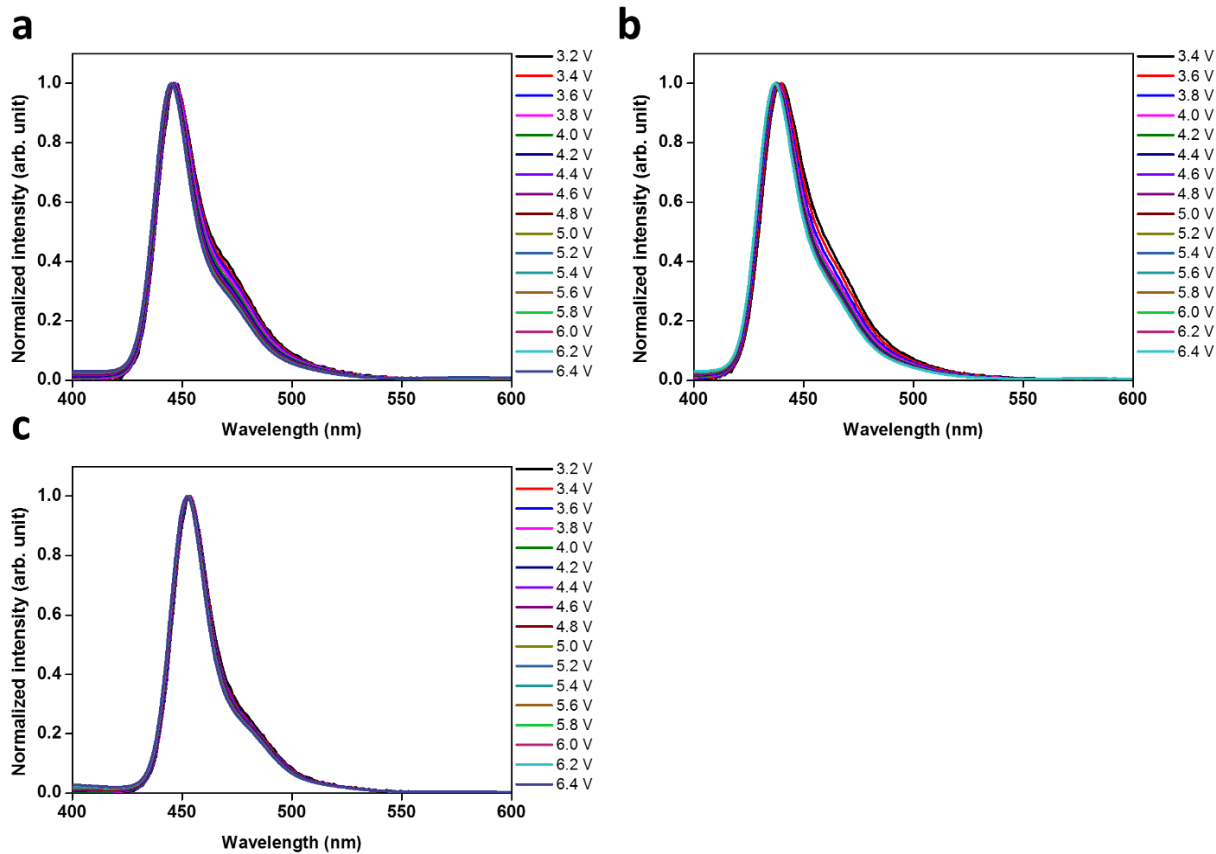 a
Normalized intensity (arb. unit)
1.0
0.8
0.6
0.4
0.2
0.0
400
450
500
550
600
Wavelength (nm)
3.2 V
3.4 V
3.6 V
3.8 V
4.0 V
4.2 V
4.4 V
4.6 V
4.8 V
5.0 V
5.2 V
5.4 V
5.6 V
5.8 V
6.0 V
6.2 V
6.4 V
b
Normalized intensity (arb. unit)
1.0
0.8
0.6
0.4
0.2
0.0
400
450
500
550
600
Wavelength (nm)
3.4 V
3.6 V
3.8 V
4.0 V
4.2 V
4.4 V
4.6 V
4.8 V
5.0 V
5.2 V
5.4 V
5.6 V
5.8 V
6.0 V
6.2 V
6.4 V
c
Normalized intensity (arb. unit)
1.0
0.8
0.6
0.4
0.2
0.0
400
450
500
550
600
Wavelength (nm)
3.2 V
3.4 V
3.6 V
3.8 V
4.0 V
4.2 V
4.4 V
4.6 V
4.8 V
5.0 V
5.2 V
5.4 V
5.6 V
5.8 V
6.0 V
6.2 V
6.4 V